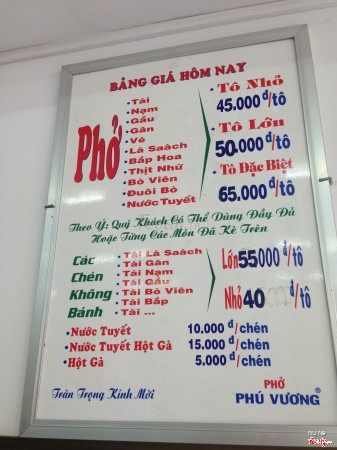 BẢNG GIÁ HÔM NAY
Phở
• Tái
• Nạm
• Gầu
• Gân
• Vè
• Lá Saách
• Bắp Hoa
• Thịt Nhừ
• Bò Viên
• Đuôi Bò
• Nước Tuyết
• Tô Nhỏ
45.000 đ/tô
• Tô Lớn
50.000 đ/tô
• Tô Đặc Biệt
65.000 đ/tô
Theo Ý: Quý Khách Có Thể Dùng Đầy Đủ
Hoặc Từng Các Món Đã Kê Trên
Các Chén Không Bánh
• Tái Lá Saách
• Tái Gân
• Tái Nạm
• Tái Gầu
• Tái Bò Viên
• Tái Bắp
• Tái ...
Lớn 55000 đ/tô
Nhỏ 40 đ/tô
• Nước Tuyết 10.000 đ/chén
• Nước Tuyết Hột Gà 15.000 đ/chén
• Hột Gà 5.000 đ/chén
Trân Trọng Kính Mời
PHỞ
PHÚ VƯƠNG ®